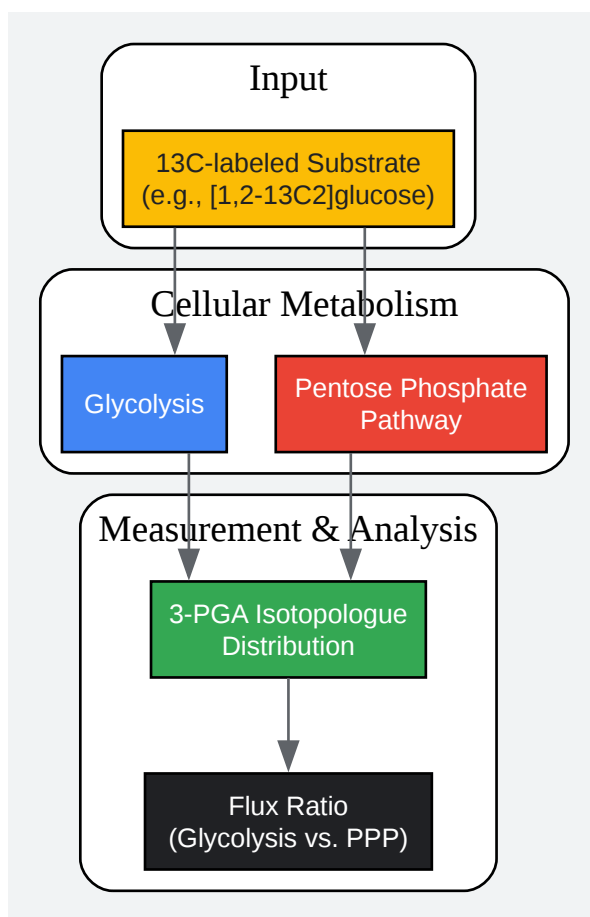 Input
13C-labeled Substrate
(e.g., [1,2-13C2]glucose)
Cellular Metabolism
Glycolysis
Pentose Phosphate
Pathway
Measurement & Analysis
3-PGA Isotopologue
Distribution
Flux Ratio
(Glycolysis vs. PPP)